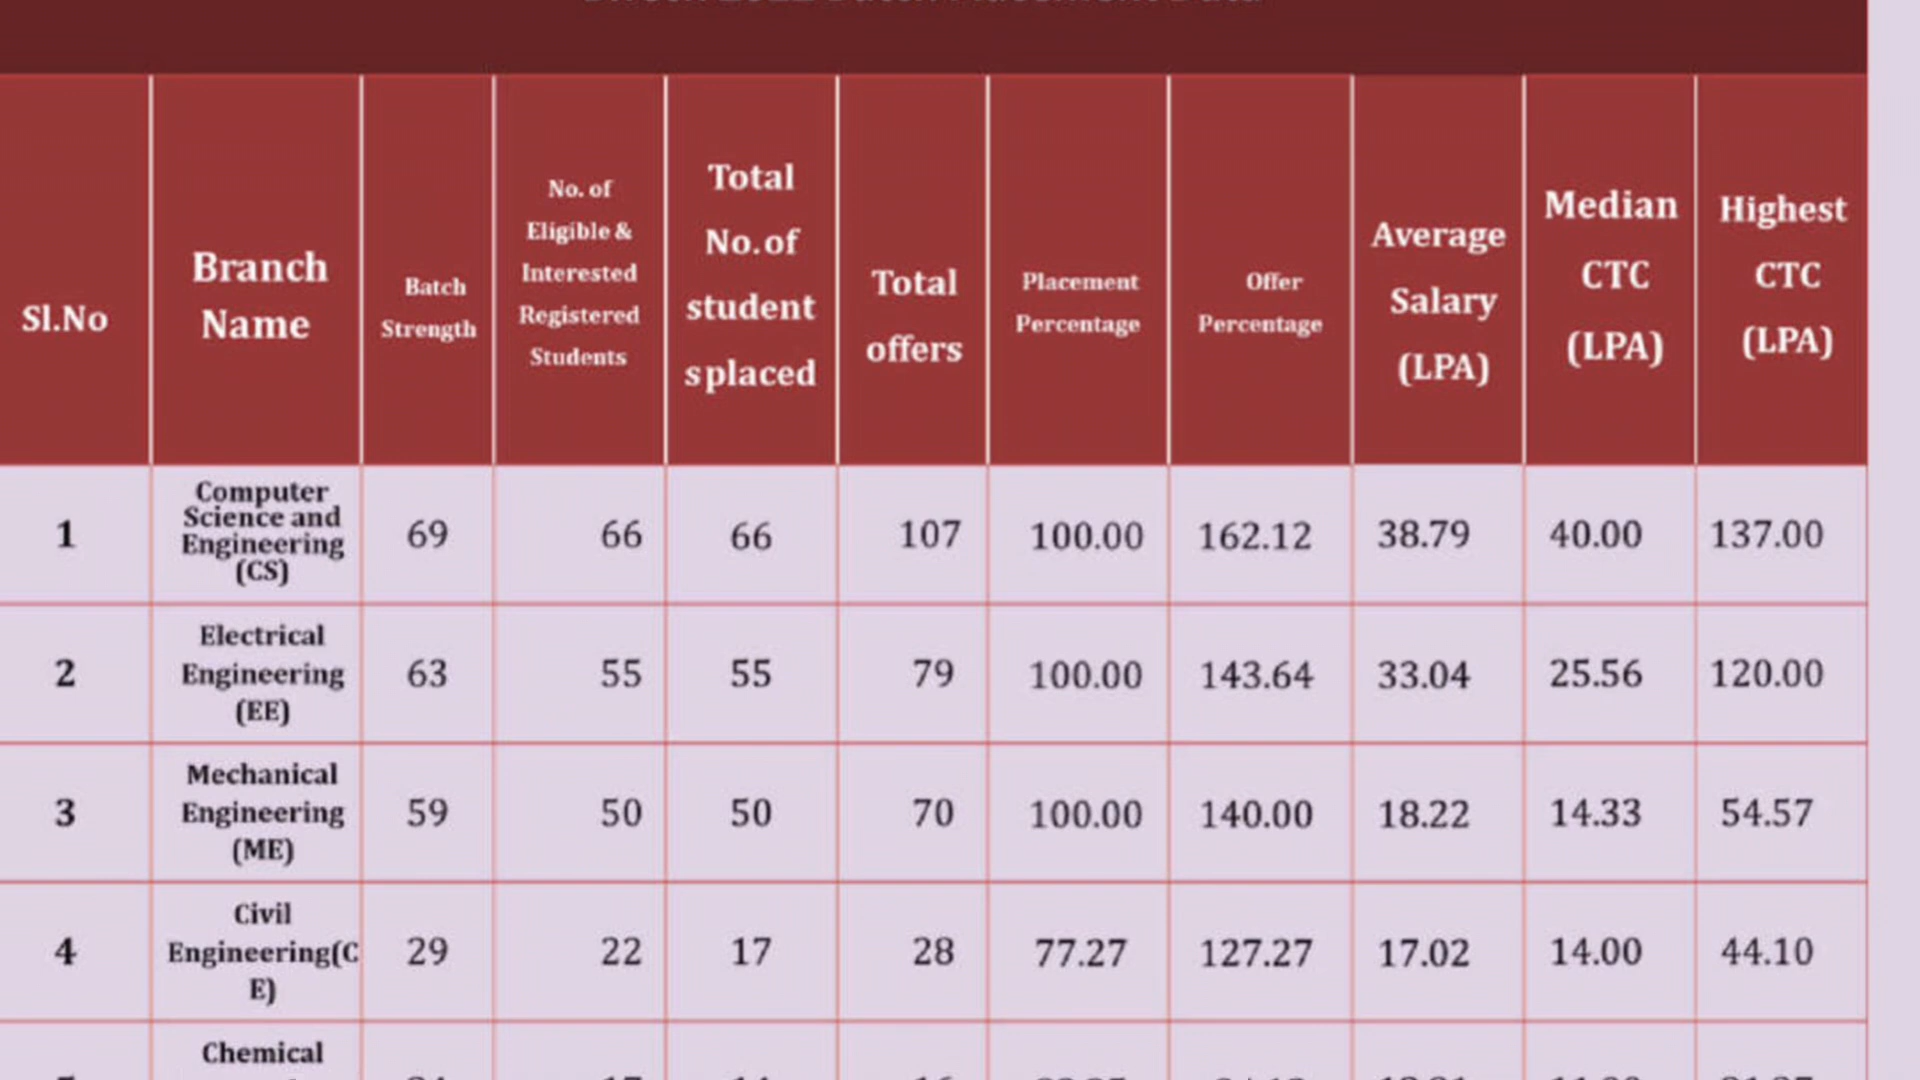 Sl.No
Branch
Name
Batch
Strength
No. of
Eligible &
Interested
Registered
Students
Total
No. of
student
s placed
Total
offers
Placement
Percentage
Offer
Percentage
Average
Salary
(LPA)
Median
CTC
(LPA)
Highest
CTC
(LPA)
1
Computer
Science and
Engineering
(CS)
69
66
66
107
100.00
162.12
38.79
40.00
137.00
2
Electrical
Engineering
(EE)
63
55
55
79
100.00
143.64
33.04
25.56
120.00
3
Mechanical
Engineering
(ME)
59
50
50
70
100.00
140.00
18.22
14.33
54.57
4
Civil
Engineering(C
E)
29
22
17
28
77.27
127.27
17.02
14.00
44.10
Chemical